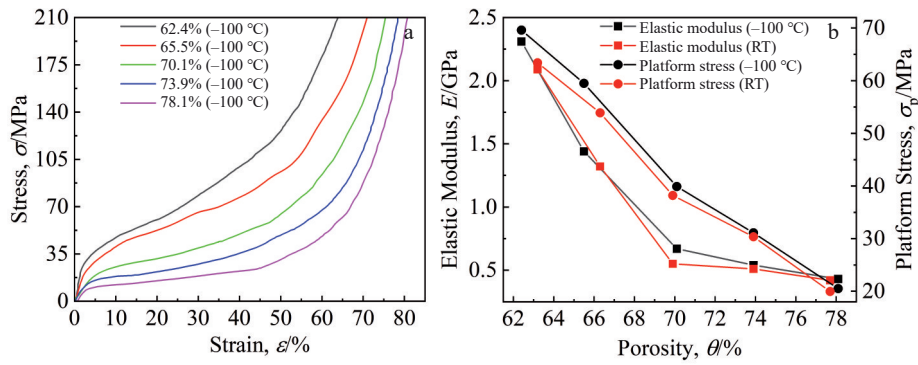 a
62.4% (–100 °C)
65.5% (–100 °C)
70.1% (–100 °C)
73.9% (–100 °C)
78.1% (–100 °C)
Stress, σ/MPa
210
175
140
105
70
35
0
0 10 20 30 40 50 60 70 80
Strain, ε/%
b
Elastic modulus (–100 °C)
Elastic modulus (RT)
Platform stress (–100 °C)
Platform stress (RT)
Elastic Modulus, E/GPa
2.5
2.0
1.5
1.0
0.5
62 64 66 68 70 72 74 76 78
Porosity, θ/%
70
60
50
40
30
20
Platform Stress, σp/MPa